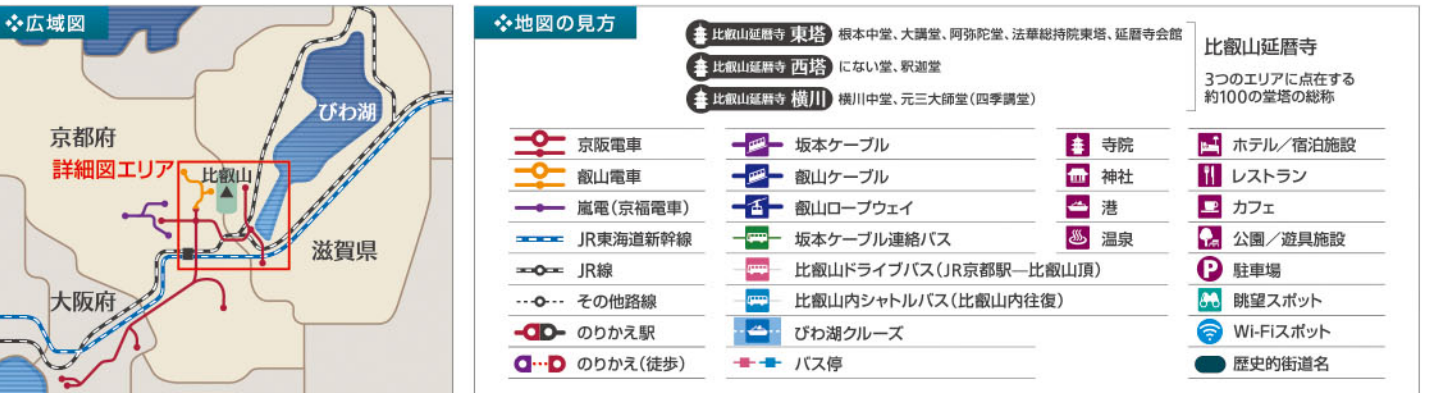 ❖広域図
京都府
詳細図エリア
比叡山
びわ湖
滋賀県
大阪府
❖地図の見方
比叡山延暦寺 東塔 根本中堂、大講堂、阿弥陀堂、法華総持院東塔、延暦寺会館
比叡山延暦寺 西塔 にない堂、釈迦堂
比叡山延暦寺 横川 横川中堂、元三大師堂(四季講堂)
比叡山延暦寺
3つのエリアに点在する
約100の堂塔の総称
京阪電車
叡山電車
嵐電(京福電車)
JR東海道新幹線
JR線
その他路線
のりかえ駅
のりかえ(徒歩)
坂本ケーブル
叡山ケーブル
叡山ロープウェイ
坂本ケーブル連絡バス
比叡山ドライブバス(JR京都駅―比叡山頂)
比叡山内シャトルバス(比叡山内往復)
びわ湖クルーズ
バス停
寺院
神社
港
温泉
ホテル/宿泊施設
レストラン
カフェ
公園/遊具施設
P 駐車場
眺望スポット
Wi-Fiスポット
歴史的街道名